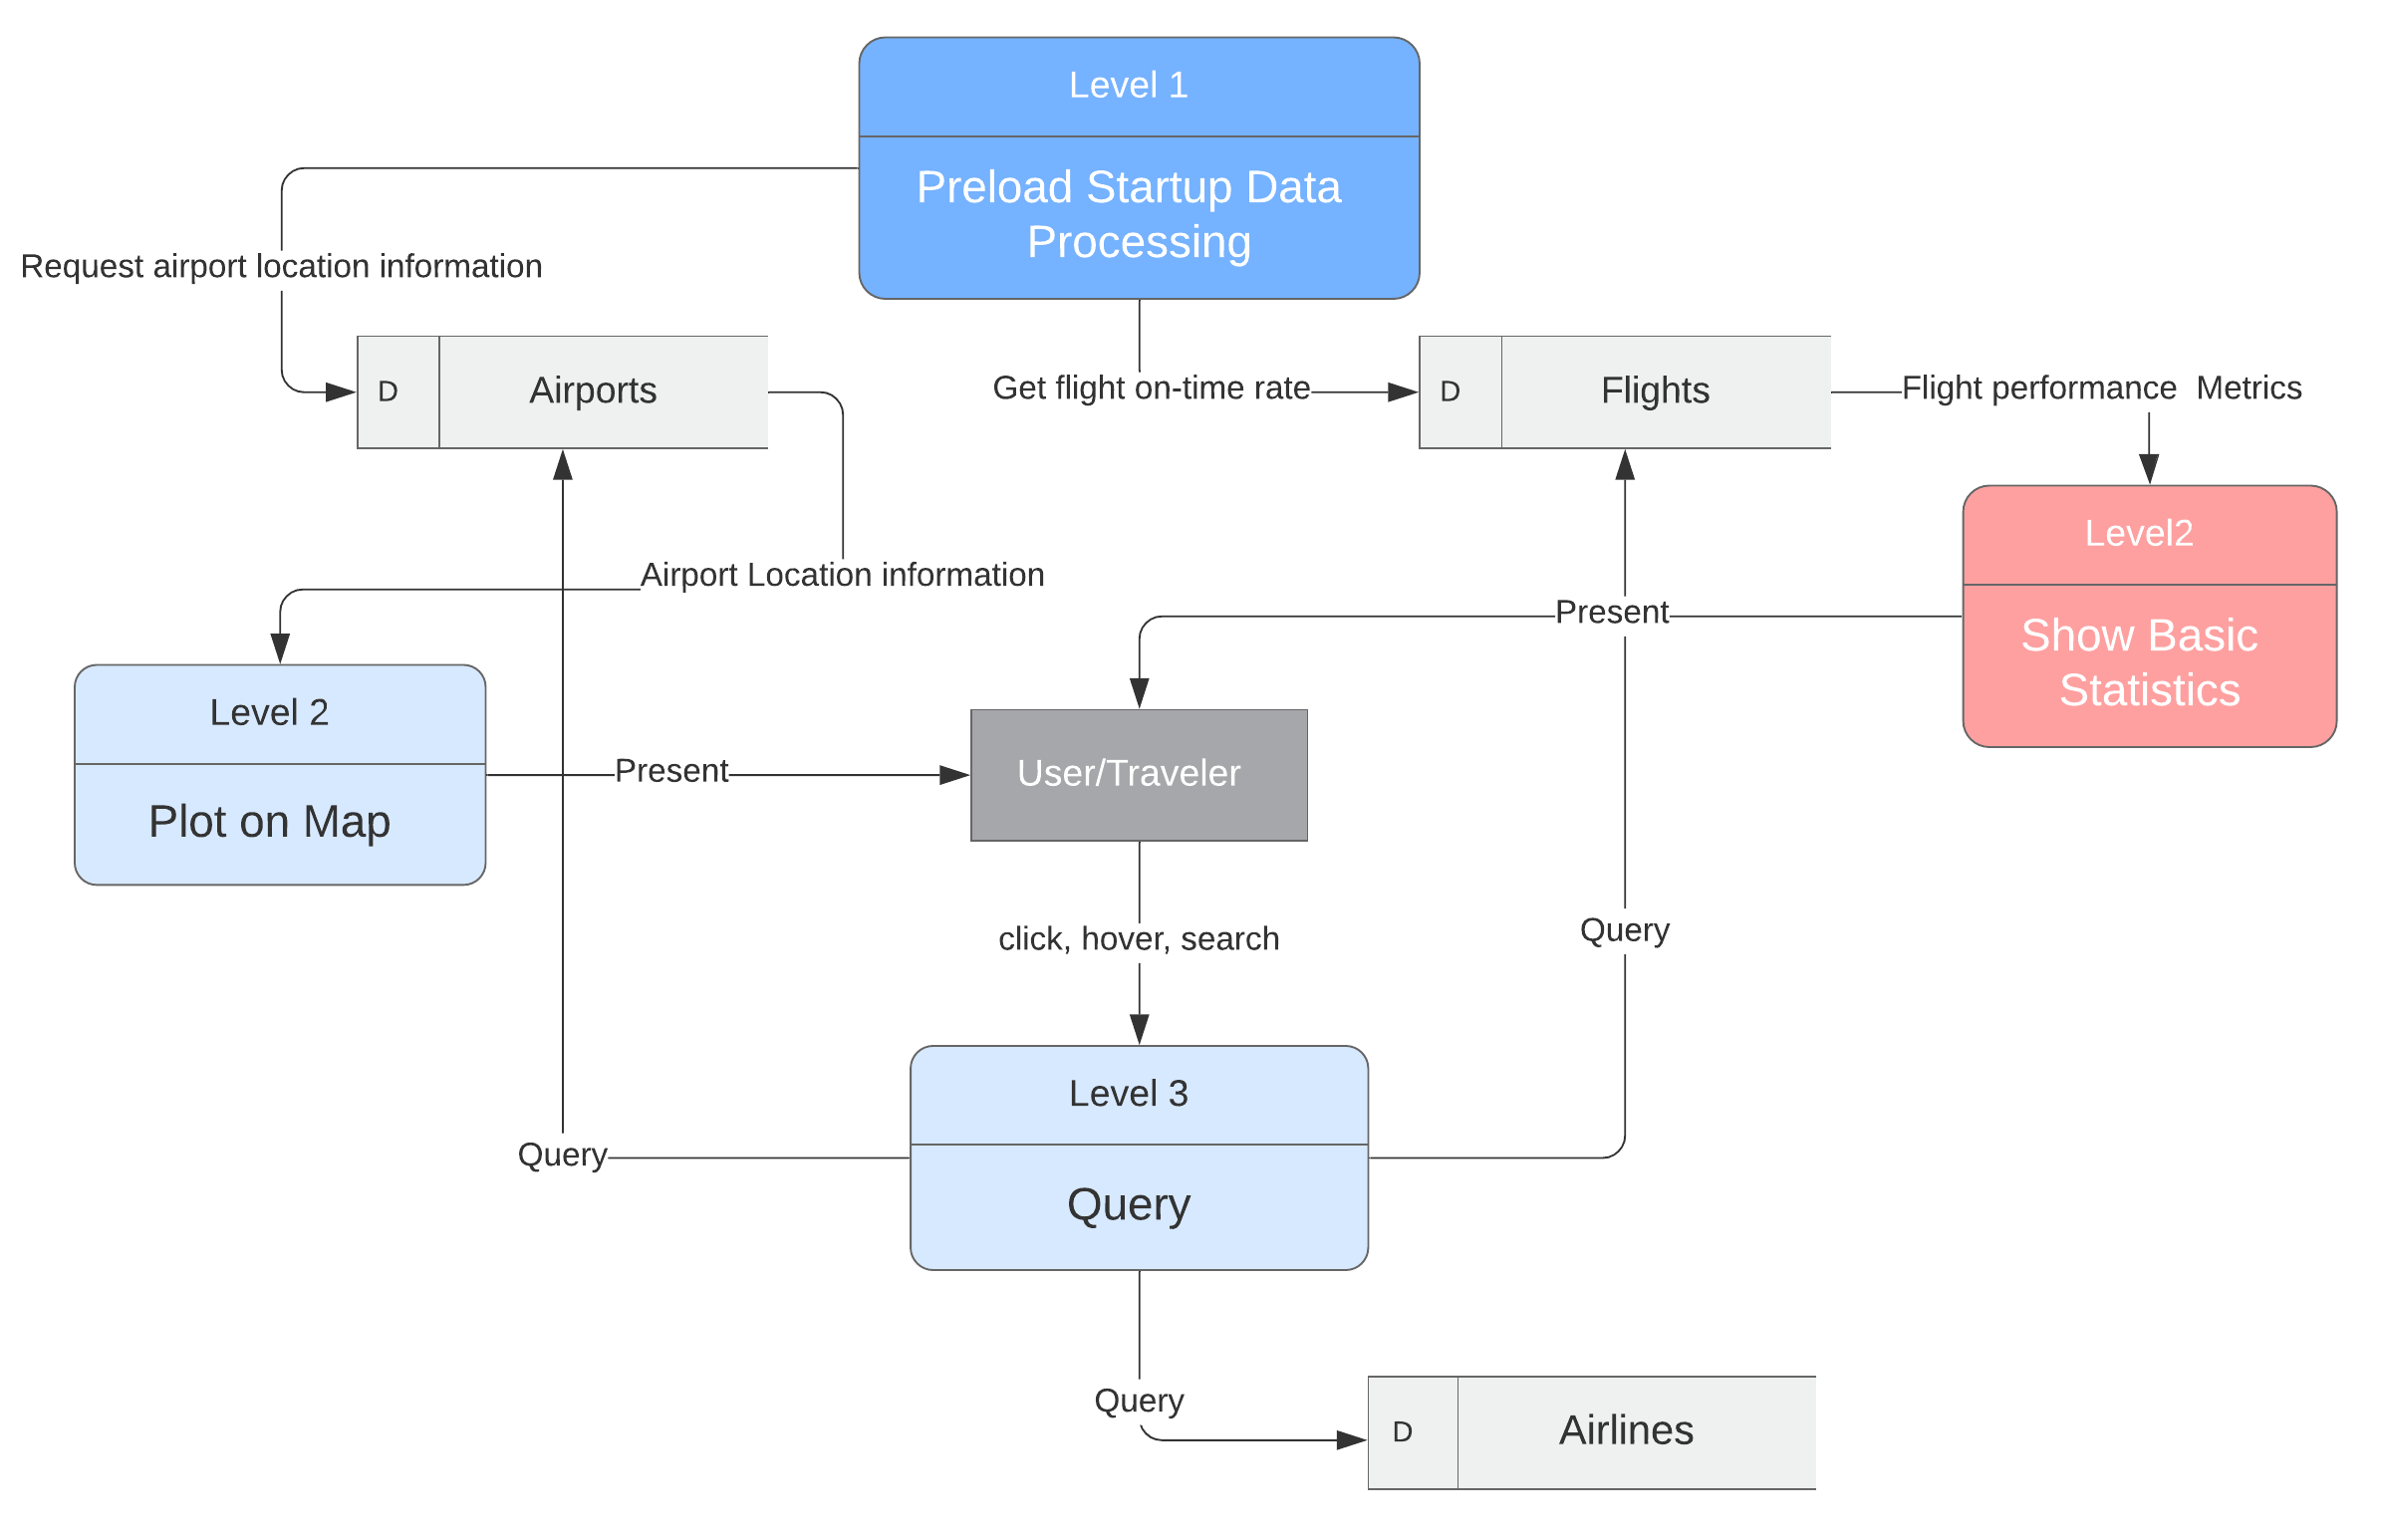 Level 1
Preload Startup Data
Processing
Request airport location information
D
Airports
Get flight on-time rate
D
Flights
Flight performance  Metrics
Level2
Show Basic
Statistics
Airport Location information
Present
Level 2
Plot on Map
Present
User/Traveler
click, hover, search
Query
Level 3
Query
Query
Query
D
Airlines